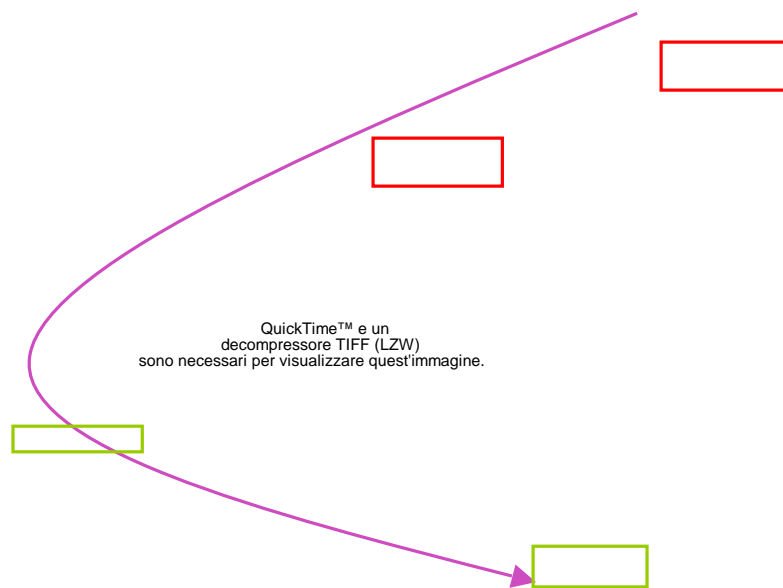 QuickTime™ e un
decompressore TIFF (LZW)
sono necessari per visualizzare quest'immagine.